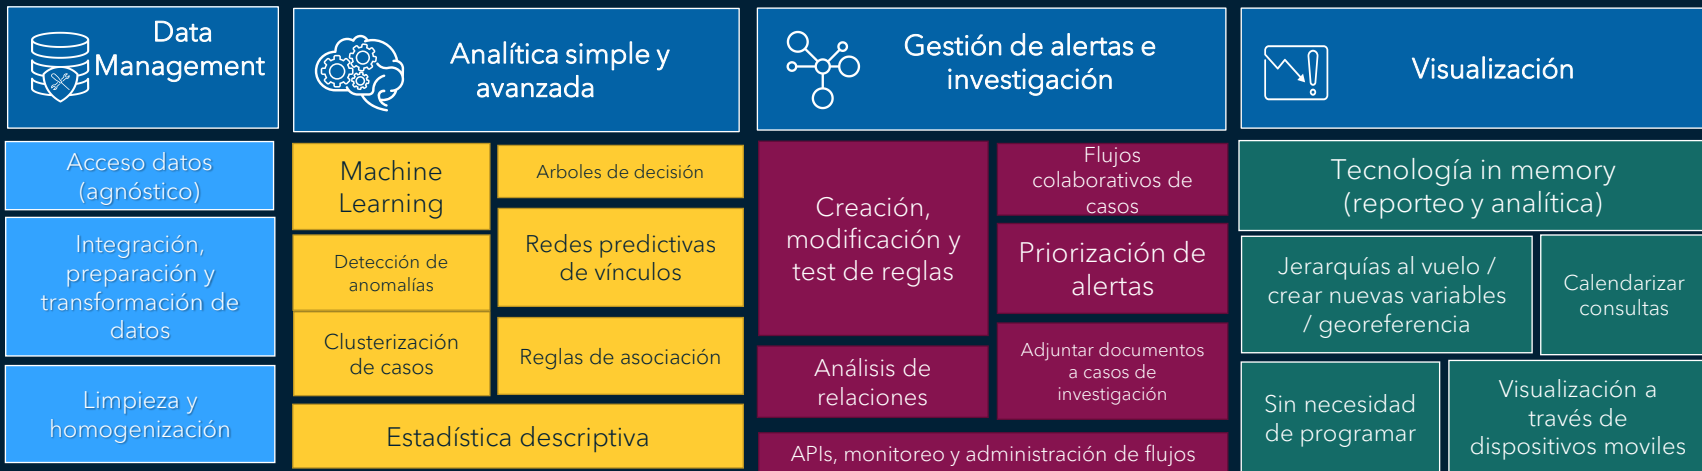 Data
Management
Acceso datos
(agnóstico)
Integración,
preparación y
transformación de
datos
Limpieza y
homogenización
Analítica simple y
avanzada
Machine
Learning
Detección de
anomalías
Clusterización
de casos
Arboles de decisión
Redes predictivas
de vínculos
Reglas de asociación
Estadística descriptiva
Gestión de alertas e
investigación
Creación,
modificación y
test de reglas
Análisis de
relaciones
Flujos
colaborativos de
casos
Priorización de
alertas
Adjuntar documentos
a casos de
investigación
APIs, monitoreo y administración de flujos
Visualización
Tecnología in memory
(reporteo y analítica)
Jerarquías al vuelo /
crear nuevas variables
/ georeferencia
Calendarizar
consultas
Sin necesidad
de programar
Visualización a
través de
dispositivos moviles